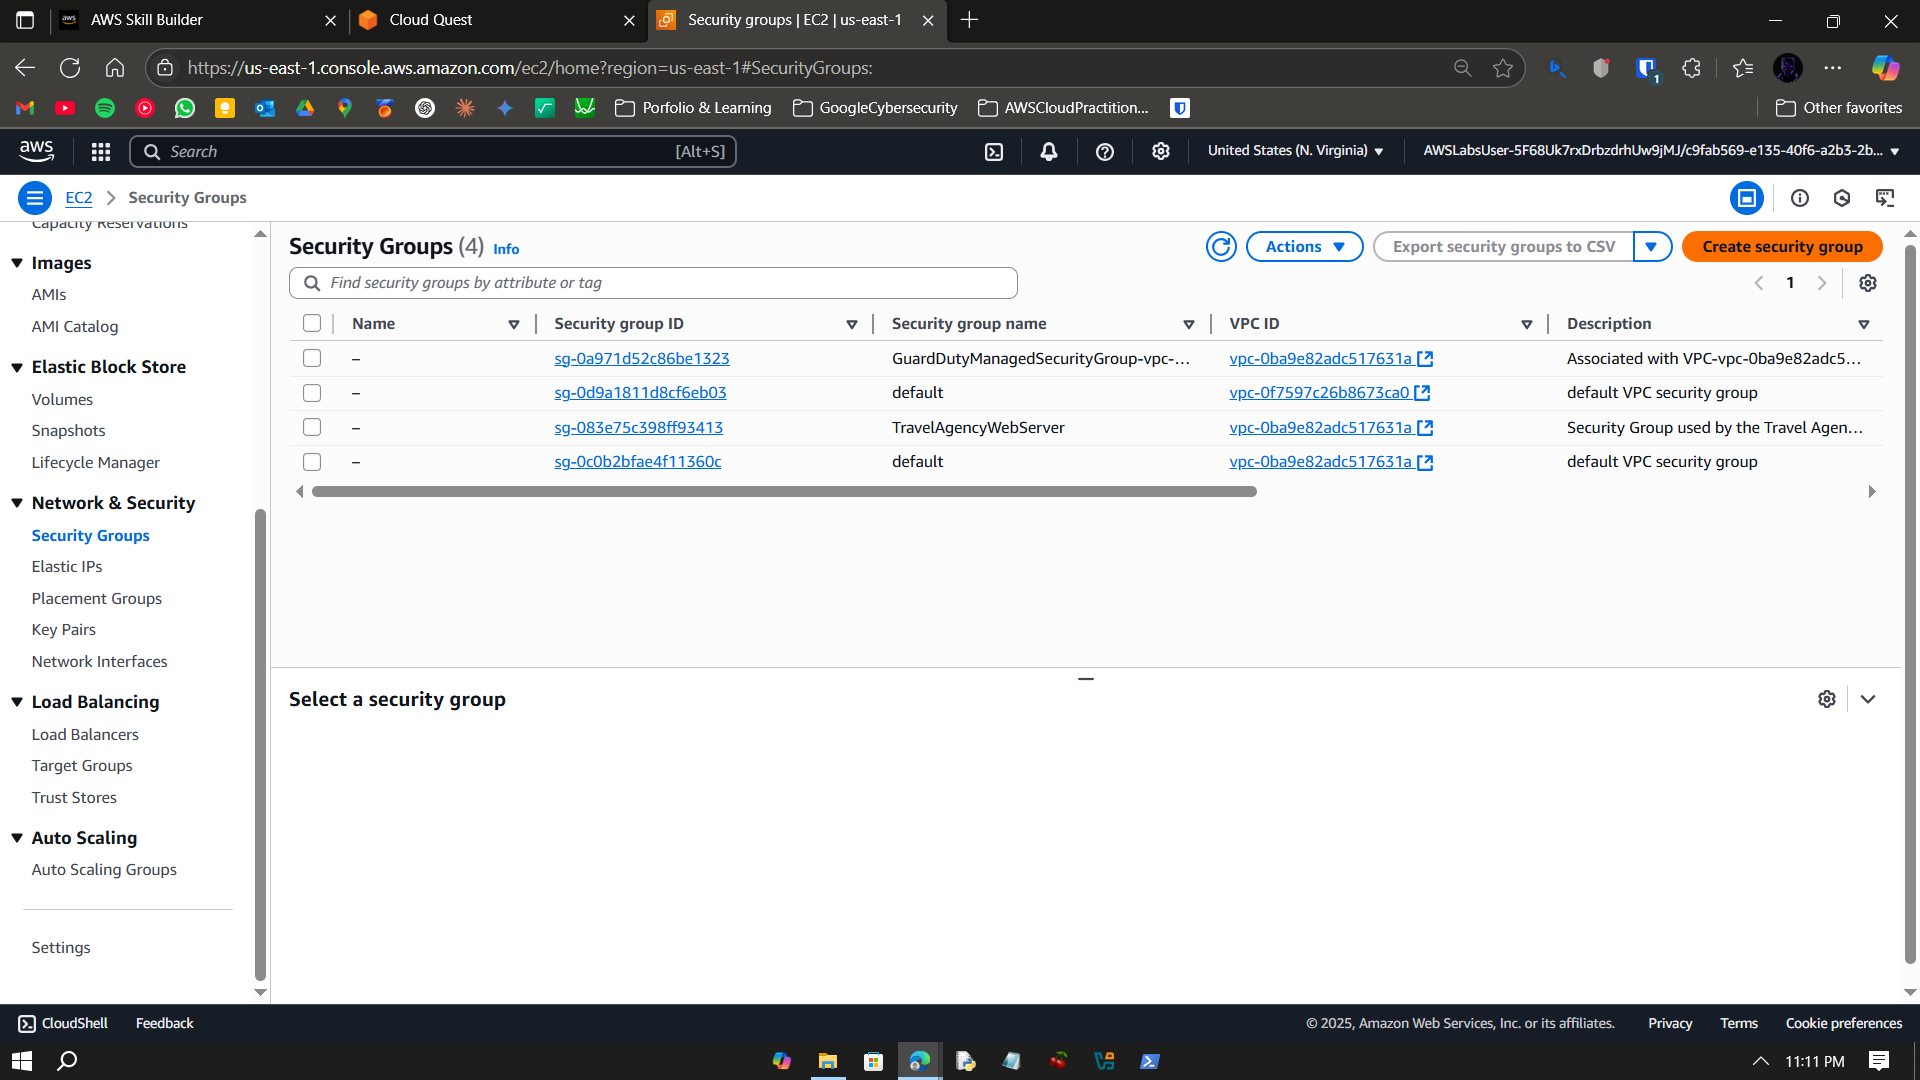 AWS Skill Builder
Cloud Quest
Security groups | EC2 | us-east-1
https://us-east-1.console.aws.amazon.com/ec2/home?region=us-east-1#SecurityGroups:
1
Porfolio & Learning
GoogleCybersecurity
AWSCloudPractition...
Other favorites
aws
Search
[Alt+S]
United States (N. Virginia)
AWSLabsUser-5F68Uk7rxDrbzdrhUw9jMJ/c9fab569-e135-40f6-a2b3-2b...
EC2
Security Groups
Capacity Reservations
Images
AMIs
AMI Catalog
Elastic Block Store
Volumes
Snapshots
Lifecycle Manager
Network & Security
Security Groups
Elastic IPs
Placement Groups
Key Pairs
Network Interfaces
Load Balancing
Load Balancers
Target Groups
Trust Stores
Auto Scaling
Auto Scaling Groups
Settings
Security Groups (4) Info
Actions
Export security groups to CSV
Create security group
Find security groups by attribute or tag
1
Name Security group ID Security group name VPC ID Description
– sg-0a971d52c86be1323 GuardDutyManagedSecurityGroup-vpc-... vpc-0ba9e82adc517631a Associated with VPC-vpc-0ba9e82adc5...
– sg-0d9a1811d8cf6eb03 default vpc-0f7597c26b8673ca0 default VPC security group
– sg-083e75c398ff93413 TravelAgencyWebServer vpc-0ba9e82adc517631a Security Group used by the Travel Agen...
– sg-0c0b2bfae4f11360c default vpc-0ba9e82adc517631a default VPC security group
Select a security group
CloudShell
Feedback
© 2025, Amazon Web Services, Inc. or its affiliates.
Privacy
Terms
Cookie preferences
11:11 PM